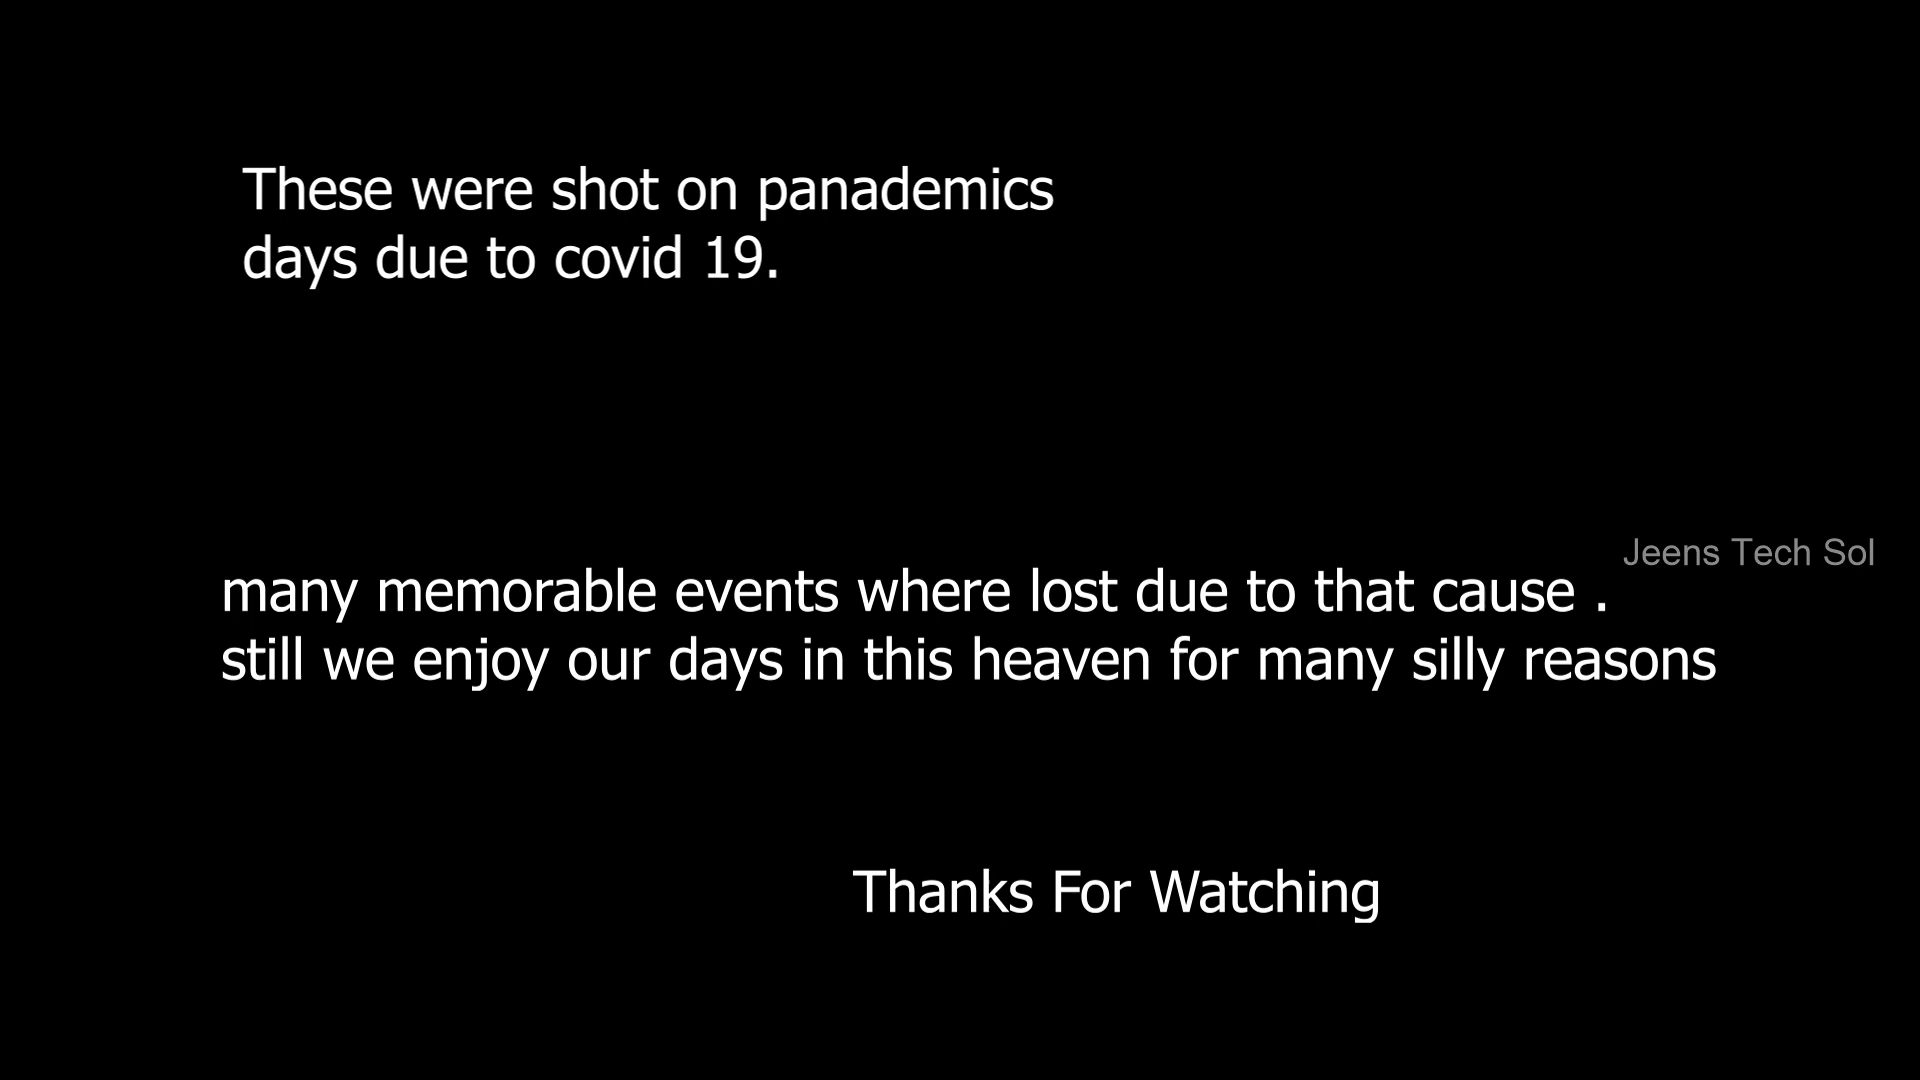 These were shot on panademics
days due to covid 19.
Jeens Tech Sol
many memorable events where lost due to that cause .
still we enjoy our days in this heaven for many silly reasons
Thanks For Watching